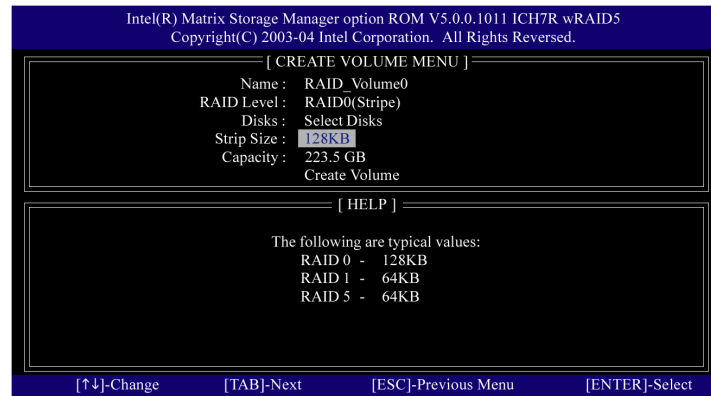 Intel(R) Matrix Storage Manager option ROM V5.0.0.1011 ICH7R wRAID5
Copyright(C) 2003-04 Intel Corporation. All Rights Reversed.
[ CREATE VOLUME MENU ]
Name : RAID_Volume0
RAID Level : RAID0(Stripe)
Disks : Select Disks
Strip Size : 128KB
Capacity : 223.5 GB
Create Volume
[ HELP ]
The following are typical values:
RAID 0 - 128KB
RAID 1 - 64KB
RAID 5 - 64KB
[↑↓]-Change [TAB]-Next [ESC]-Previous Menu [ENTER]-Select